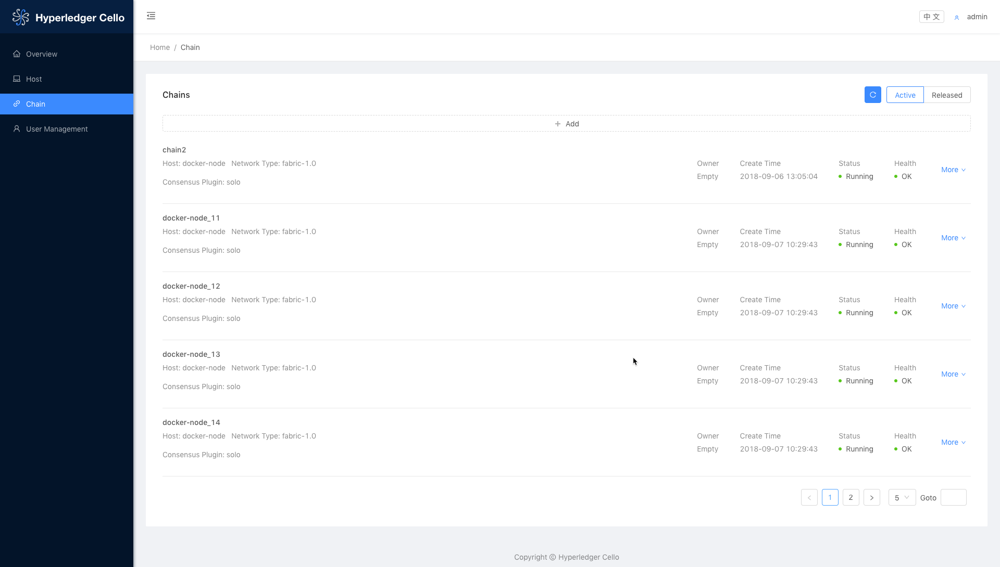 Hyperledger Cello
中文
admin
Overview
Host
Chain
User Management
Home / Chain
Chains
Active
Released
+ Add
chain2
Host: docker-node Network Type: fabric-1.0
Consensus Plugin: solo
Owner Create Time Status Health
Empty 2018-09-06 13:05:04 Running OK
More
docker-node_11
Host: docker-node Network Type: fabric-1.0
Consensus Plugin: solo
Owner Create Time Status Health
Empty 2018-09-07 10:29:43 Running OK
More
docker-node_12
Host: docker-node Network Type: fabric-1.0
Consensus Plugin: solo
Owner Create Time Status Health
Empty 2018-09-07 10:29:43 Running OK
More
docker-node_13
Host: docker-node Network Type: fabric-1.0
Consensus Plugin: solo
Owner Create Time Status Health
Empty 2018-09-07 10:29:43 Running OK
More
docker-node_14
Host: docker-node Network Type: fabric-1.0
Consensus Plugin: solo
Owner Create Time Status Health
Empty 2018-09-07 10:29:43 Running OK
More
< 1 2 > 5 Goto
Copyright © Hyperledger Cello